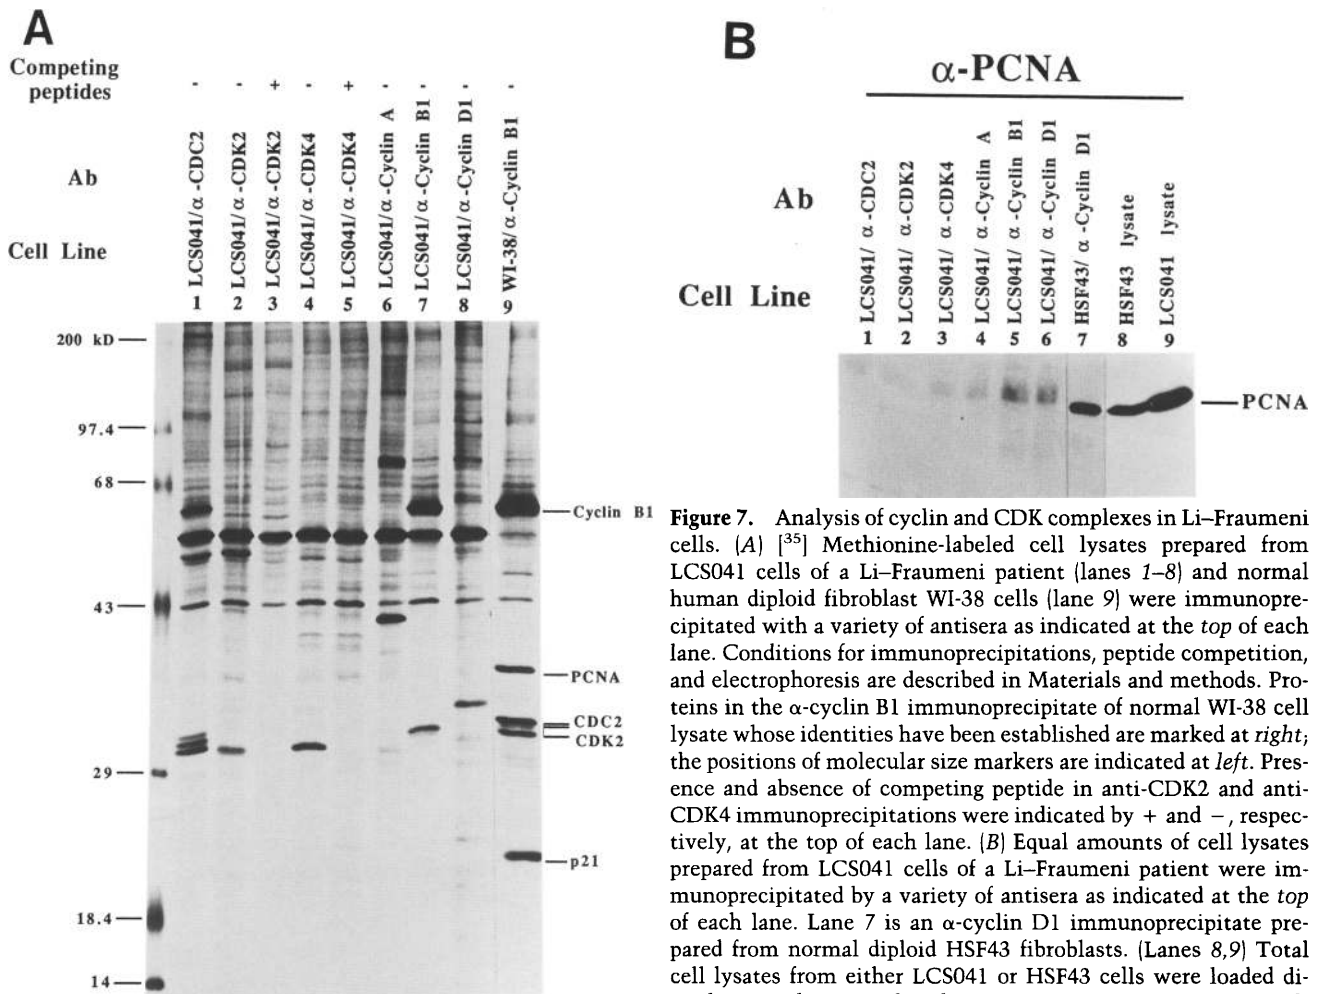 A
Competing
peptides
- - + - + - - - -
Ab
Cell Line
LCS041/α-CDC2
LCS041/α-CDK2
LCS041/α-CDK2
LCS041/α-CDK4
LCS041/α-CDK4
LCS041/α-Cyclin A
LCS041/α-Cyclin B1
LCS041/α-Cyclin D1
WI-38/α-Cyclin B1
1 2 3 4 5 6 7 8 9
200 kD
97.4
68
43
29
18.4
14
Cyclin B1
PCNA
CDC2
CDK2
p21
B
α-PCNA
Ab
Cell Line
LCS041/ α-CDC2
LCS041/ α-CDK2
LCS041/ α-CDK4
LCS041/ α-Cyclin A
LCS041/ α-Cyclin B1
LCS041/ α-Cyclin D1
HSF43/ α-Cyclin D1
HSF43 lysate
LCS041 lysate
1 2 3 4 5 6 7 8 9
PCNA
Figure 7. Analysis of cyclin and CDK complexes in Li–Fraumeni
cells. (A) [³⁵] Methionine-labeled cell lysates prepared from
LCS041 cells of a Li–Fraumeni patient (lanes 1–8) and normal
human diploid fibroblast WI-38 cells (lane 9) were immunopre-
cipitated with a variety of antisera as indicated at the top of each
lane. Conditions for immunoprecipitations, peptide competition,
and electrophoresis are described in Materials and methods. Pro-
teins in the α-cyclin B1 immunoprecipitate of normal WI-38 cell
lysate whose identities have been established are marked at right;
the positions of molecular size markers are indicated at left. Pres-
ence and absence of competing peptide in anti-CDK2 and anti-
CDK4 immunoprecipitations were indicated by + and −, respec-
tively, at the top of each lane. (B) Equal amounts of cell lysates
prepared from LCS041 cells of a Li–Fraumeni patient were im-
munoprecipitated by a variety of antisera as indicated at the top
of each lane. Lane 7 is an α-cyclin D1 immunoprecipitate pre-
pared from normal diploid HSF43 fibroblasts. (Lanes 8,9) Total
cell lysates from either LCS041 or HSF43 cells were loaded di-